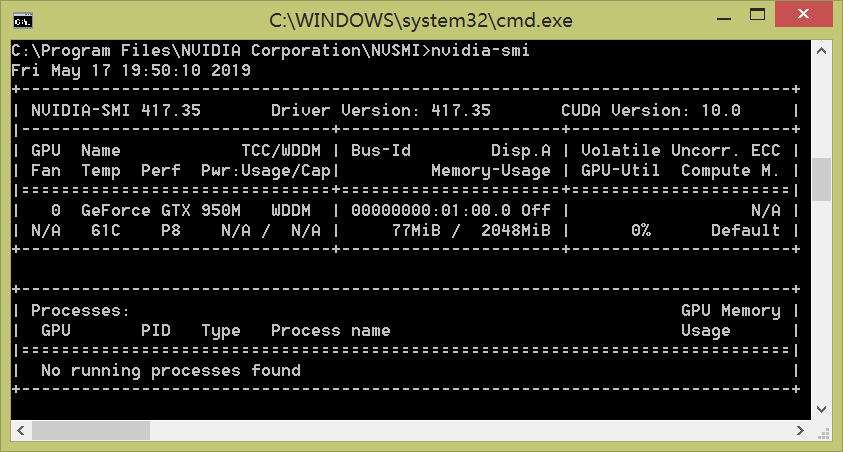 C:\WINDOWS\system32\cmd.exe
C:\Program Files\NVIDIA Corporation\NVSMI>nvidia-smi
Fri May 17 19:50:10 2019
+-----------------------------------------------------------------------------+
| NVIDIA-SMI 417.35       Driver Version: 417.35       CUDA Version: 10.0     |
|-------------------------------+----------------------+----------------------+
| GPU  Name            TCC/WDDM | Bus-Id        Disp.A | Volatile Uncorr. ECC |
| Fan  Temp  Perf  Pwr:Usage/Cap|         Memory-Usage | GPU-Util  Compute M. |
|===============================+======================+======================|
|   0  GeForce GTX 950M    WDDM | 00000000:01:00.0 Off |                  N/A |
| N/A   61C    P8    N/A /  N/A |     77MiB /  2048MiB |      0%      Default |
+-------------------------------+----------------------+----------------------+
+-----------------------------------------------------------------------------+
| Processes:                                                       GPU Memory |
|  GPU       PID   Type   Process name                             Usage      |
|=============================================================================|
|  No running processes found                                                 |
+-----------------------------------------------------------------------------+